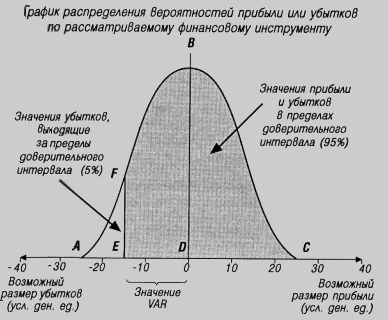 График распределения вероятностей прибыли или убытков
по рассматриваемому финансовому инструменту
B
Значения убытков,
выходящие
за пределы
доверительного
интервала (5%)
Значения прибыли
и убытков
в пределах
доверительного
интервала (95%)
F
A
E
D
C
-40
-30
-20
-10
0
10
20
30
40
Возможный
размер убытков
(усл. ден. ед.)
Значение
VAR
Возможный
размер прибыли
(усл. ден. ед.)